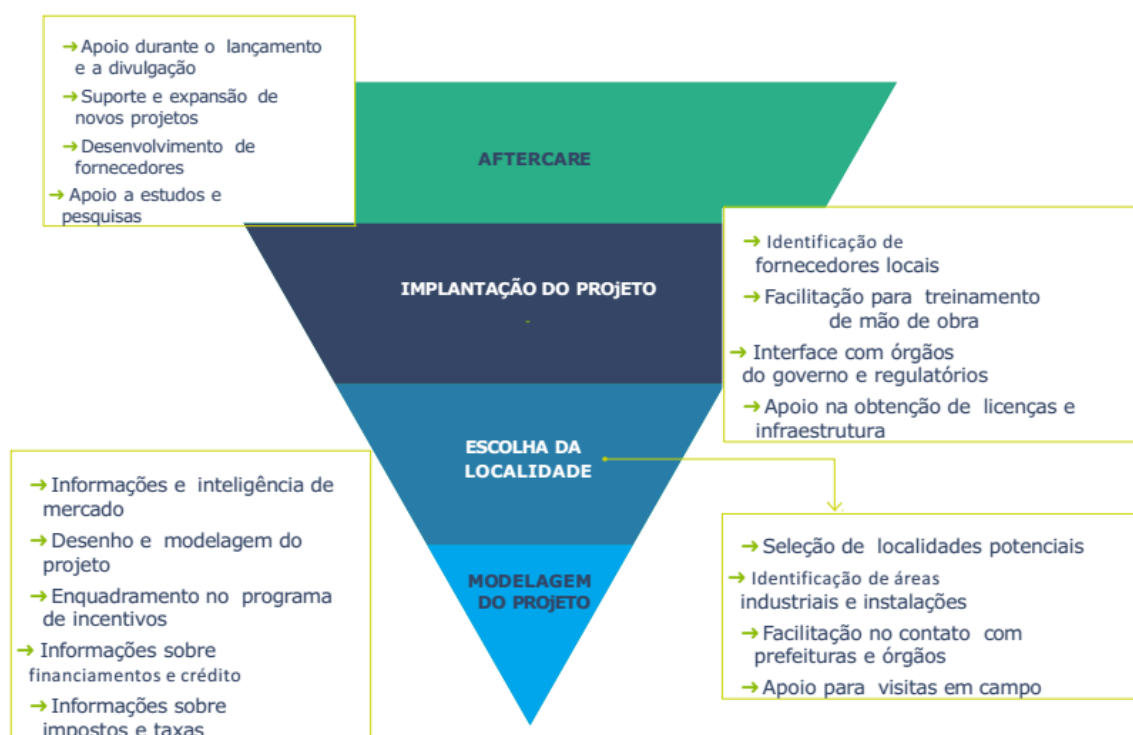 → Apoio durante o lançamento
e a divulgação
→ Suporte e expansão de
novos projetos
→ Desenvolvimento de
fornecedores
→ Apoio a estudos e
pesquisas
AFTERCARE
IMPLANTAÇÃO DO PROjETO
-
→ Identificação de
fornecedores locais
→ Facilitação para treinamento
de mão de obra
→ Interface com órgãos
do governo e regulatórios
→ Apoio na obtenção de licenças e
infraestrutura
ESCOLHA DA
LOCALIDADE
→ Seleção de localidades potenciais
→ Identificação de áreas
industriais e instalações
→ Facilitação no contato com
prefeituras e órgãos
→ Apoio para visitas em campo
MODELAGEM
DO PROjETO
→ Informações e inteligência de
mercado
→ Desenho e modelagem do
projeto
→ Enquadramento no programa
de incentivos
→ Informações sobre
financiamentos e crédito
→ Informações sobre
impostos e taxas